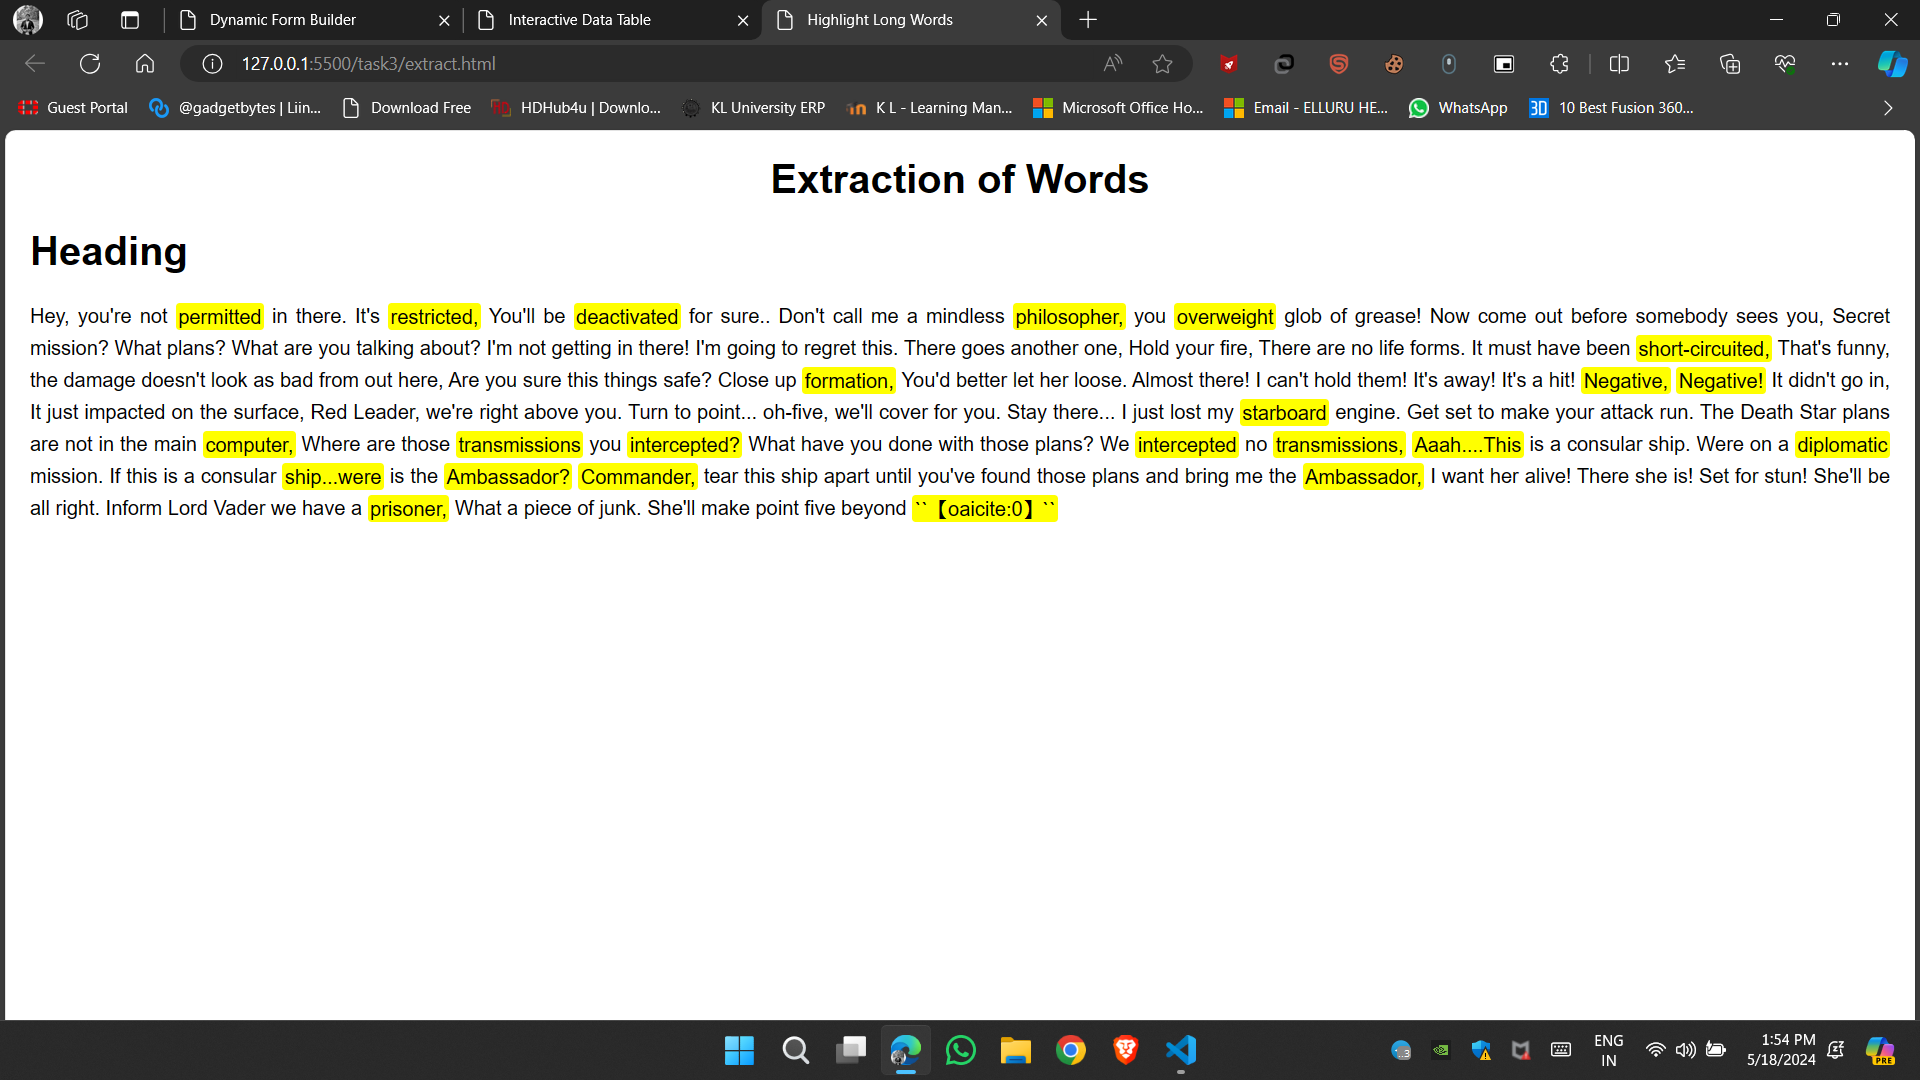 Dynamic Form Builder
Interactive Data Table
Highlight Long Words
127.0.0.1:5500/task3/extract.html
Guest Portal
@gadgetbytes | Liin...
Download Free
HDHub4u | Downlo...
KL University ERP
K L - Learning Man...
Microsoft Office Ho...
Email - ELLURU HE...
WhatsApp
3D
10 Best Fusion 360...
Extraction of Words
Heading
Hey, you're not permitted in there. It's restricted, You'll be deactivated for sure.. Don't call me a mindless philosopher, you overweight glob of grease! Now come out before somebody sees you, Secret
mission? What plans? What are you talking about? I'm not getting in there! I'm going to regret this. There goes another one, Hold your fire, There are no life forms. It must have been short-circuited, That's funny,
the damage doesn't look as bad from out here, Are you sure this things safe? Close up formation, You'd better let her loose. Almost there! I can't hold them! It's away! It's a hit! Negative, Negative! It didn't go in,
It just impacted on the surface, Red Leader, we're right above you. Turn to point... oh-five, we'll cover for you. Stay there... I just lost my starboard engine. Get set to make your attack run. The Death Star plans
are not in the main computer, Where are those transmissions you intercepted? What have you done with those plans? We intercepted no transmissions, Aaah....This is a consular ship. Were on a diplomatic
mission. If this is a consular ship...were is the Ambassador? Commander, tear this ship apart until you've found those plans and bring me the Ambassador, I want her alive! There she is! Set for stun! She'll be
all right. Inform Lord Vader we have a prisoner, What a piece of junk. She'll make point five beyond ``【oaicite:0】``
ENG
IN
1:54 PM
5/18/2024
PRE